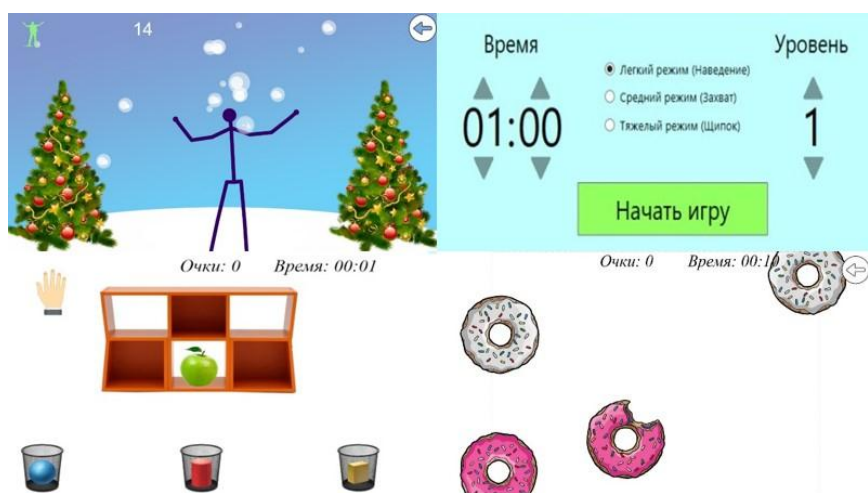 14
Время
Уровень
Легкий режим (Наведение)
Средний режим (Захват)
Тяжелый режим (Щипок)
01:00
1
Начать игру
Очки: 0 Время: 00:01
Очки: 0 Время: 00:10